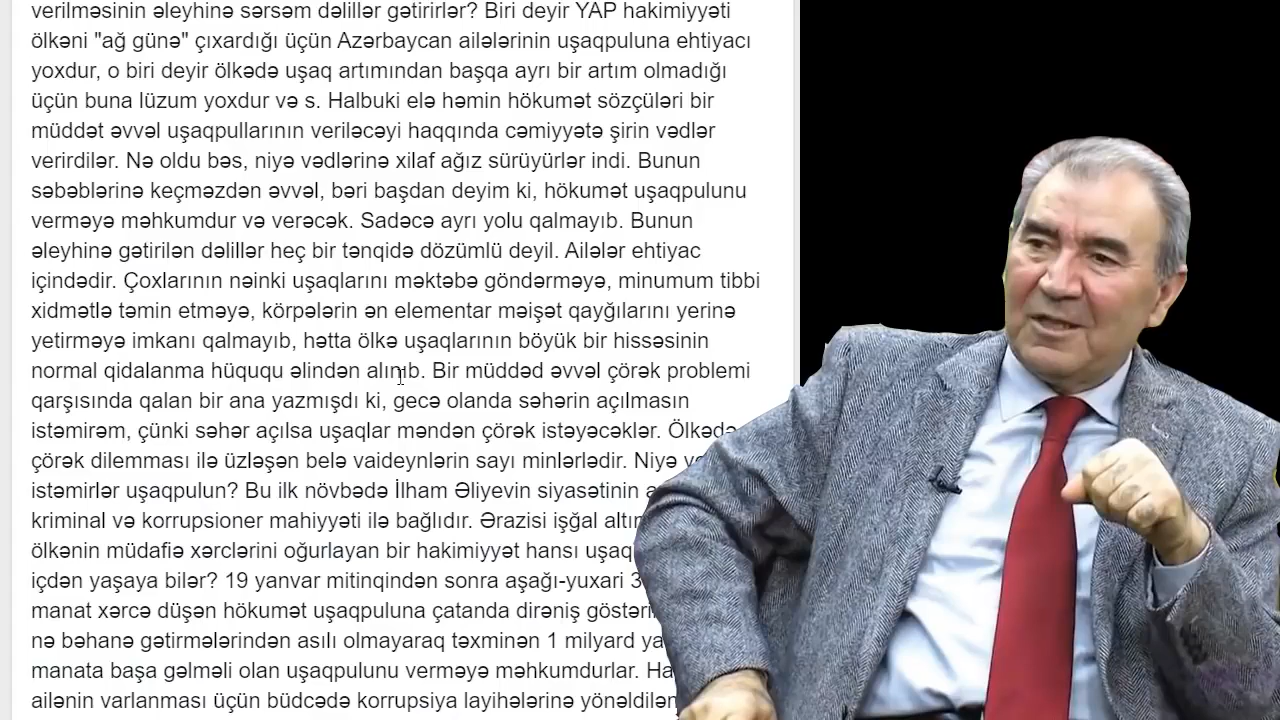 verilməsinin əleyhinə sərsəm dəlillər gətirirlər? Biri deyir YAP hakimiyyəti
ölkəni "ağ günə" çıxardığı üçün Azərbaycan ailələrinin uşaqpuluna ehtiyacı
yoxdur, o biri deyir ölkədə uşaq artımından başqa ayrı bir artım olmadığı
üçün buna lüzum yoxdur və s. Halbuki elə həmin hökumət sözçüləri bir
müddət əvvəl uşaqpullarının veriləcəyi haqqında cəmiyyətə şirin vədlər
verirdilər. Nə oldu bəs, niyə vədlərinə xilaf ağız sürüyürlər indi. Bunun
səbəblərinə keçməzdən əvvəl, bəri başdan deyim ki, hökumət uşaqpulunu
verməyə məhkumdur və verəcək. Sadəcə ayrı yolu qalmayıb. Bunun
əleyhinə gətirilən dəlillər heç bir tənqidə dözümlü deyil. Ailələr ehtiyac
içindədir. Çoxlarının nəinki uşaqlarını məktəbə göndərməyə, minumum tibbi
xidmətlə təmin etməyə, körpələrin ən elementar məişət qayğılarını yerinə
yetirməyə imkanı qalmayıb, hətta ölkə uşaqlarının böyük bir hissəsinin
normal qidalanma hüququ əlindən alınıb. Bir müddəd əvvəl çörək problemi
qarşısında qalan bir ana yazmışdı ki, gecə olanda səhərin açılmasın
istəmirəm, çünki səhər açılsa uşaqlar məndən çörək istəyəcəklər. Ölkədə
çörək dilemması ilə üzləşən belə vaideynlərin sayı minlərlədir. Niyə
istəmirlər uşaqpulun? Bu ilk növbədə İlham Əliyevin siyasətinin
kriminal və korrupsioner mahiyyəti ilə bağlıdır. Ərazisi işğal
ölkənin müdafiə xərclərini oğurlayan bir hakimiyyət hansı
içdən yaşaya bilər? 19 yanvar mitinqindən sonra aşağı-yuxari
manat xərcə düşən hökumət uşaqpuluna çatanda dirəniş
nə bəhanə gətirmələrindən asılı olmayaraq təxminən 1 milyard
manata başa gəlməli olan uşaqpulunu verməyə məhkumdurlar.
ailənin varlanması üçün büdcədə korrupsiya layihələrinə